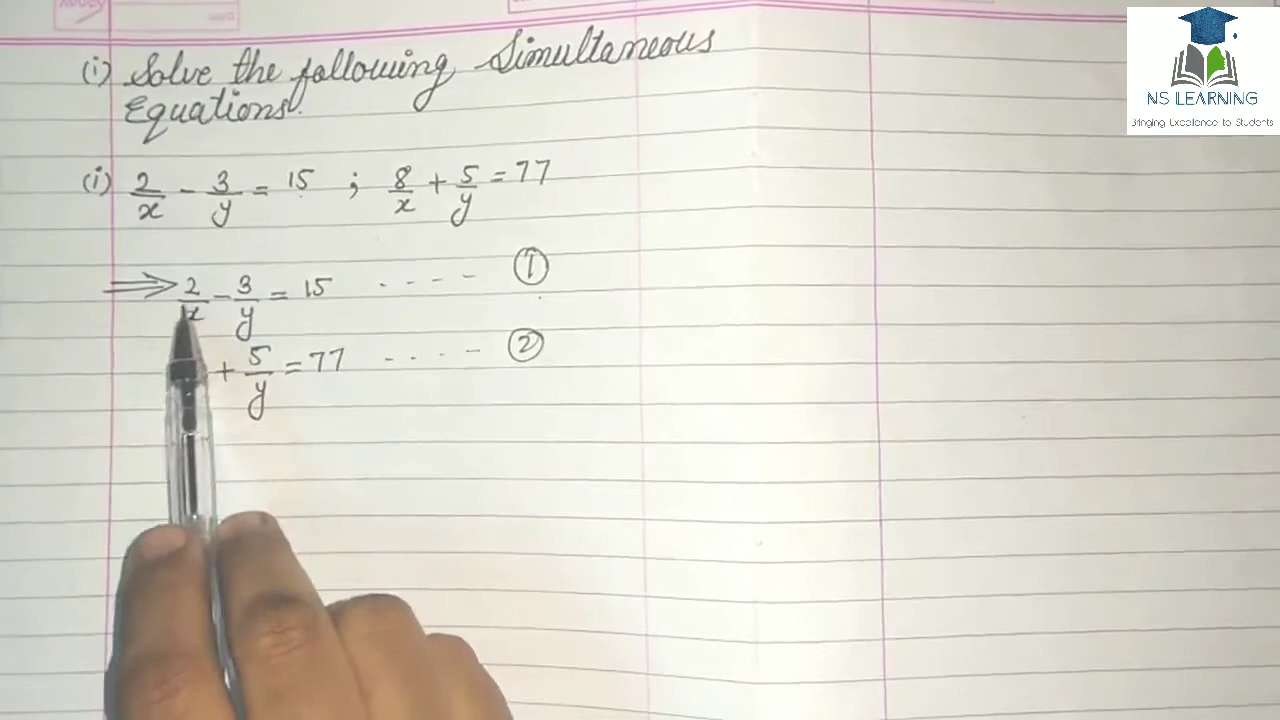 (i) Solve the following Simultaneous
Equations.
(i) 2/x - 3/y = 15 ; 8/x + 5/y = 77
⇒ 2/x - 3/y = 15 ---- ①
+ 5/y = 77 ---- ②
NS LEARNING
Bringing Excellence to Students